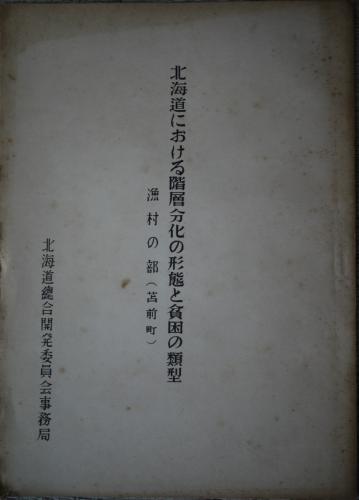 北海道における階層分化の形態と貧困の類型
漁村の部（苫前町）
北海道總合開発委員会事務局